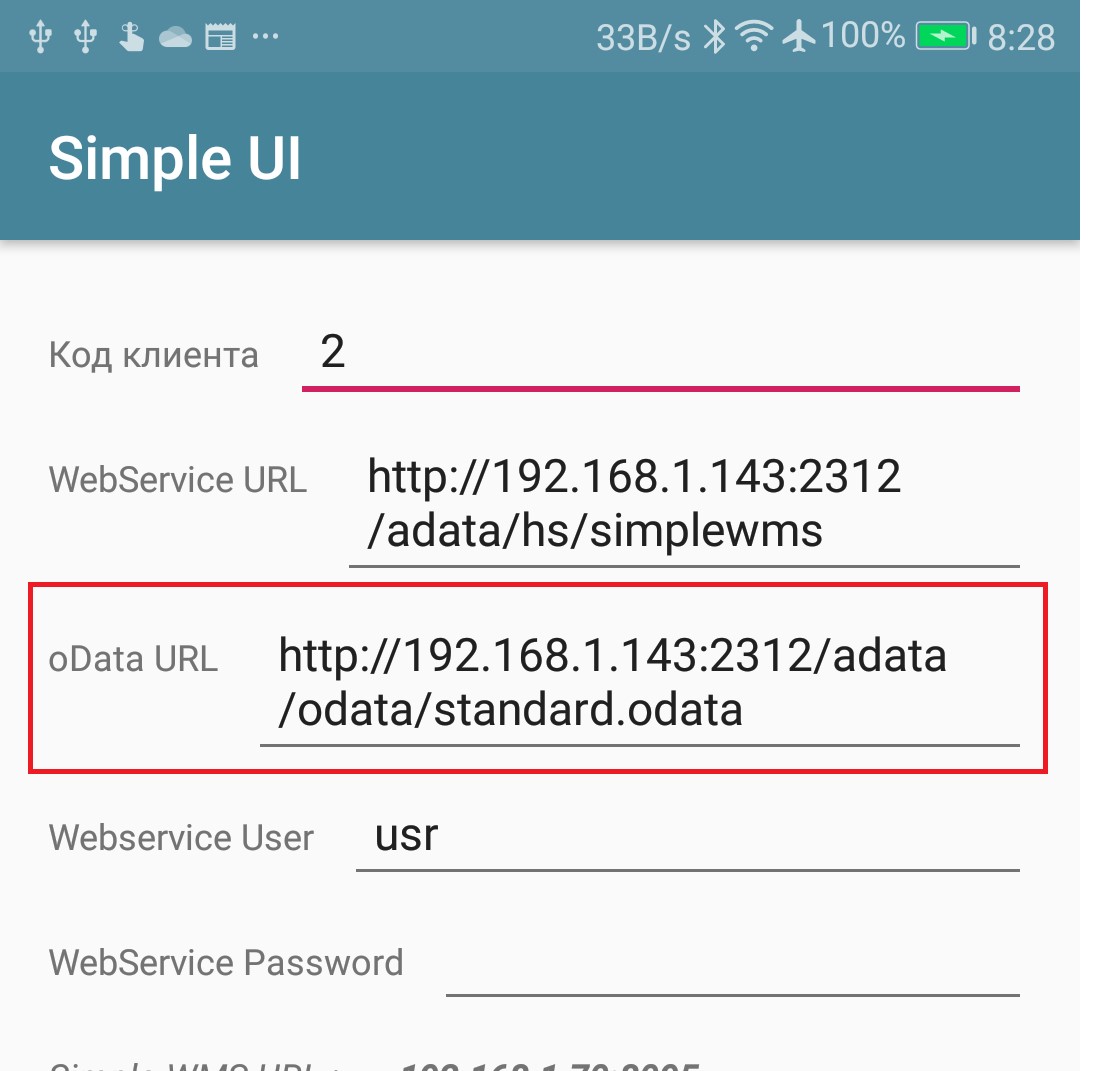 33B/s 100% 8:28
Simple UI
Код клиента 2
WebService URL http://192.168.1.143:2312
/adata/hs/simplewms
oData URL http://192.168.1.143:2312/adata
/odata/standard.odata
Webservice User usr
WebService Password